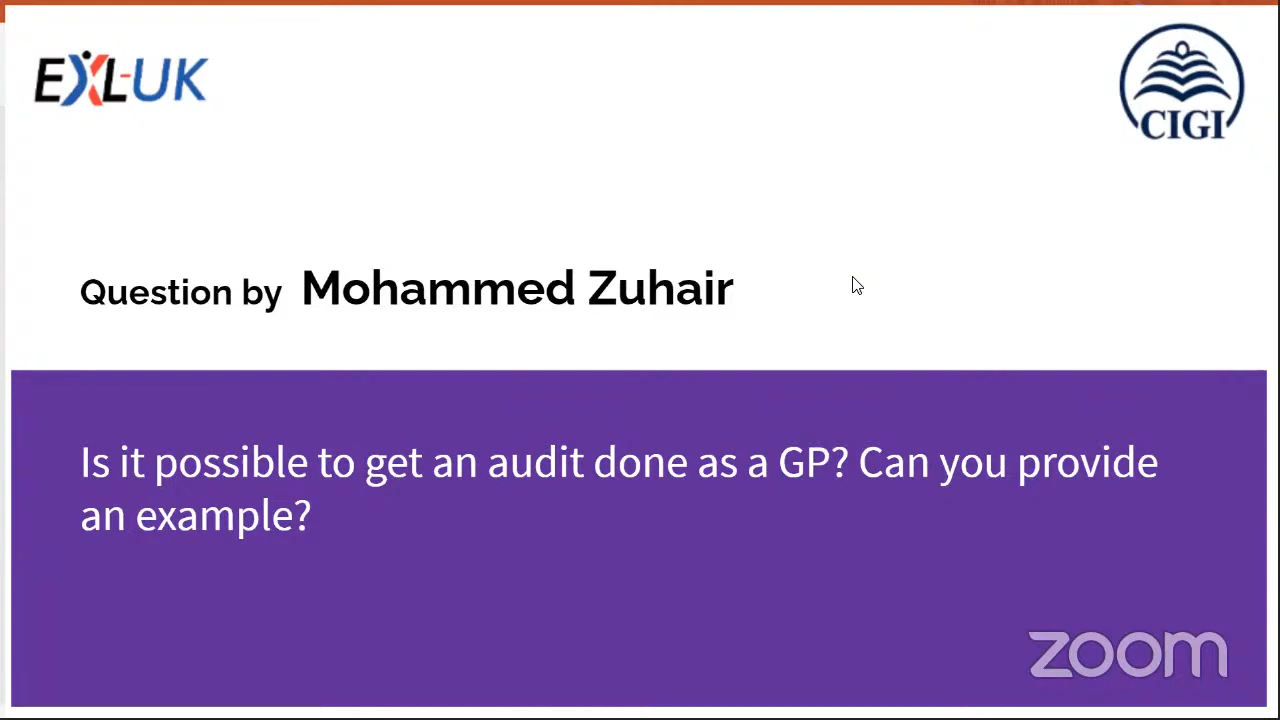 EXL-UK
CIGI
Question by Mohammed Zuhair
Is it possible to get an audit done as a GP? Can you provide
an example?
zoom